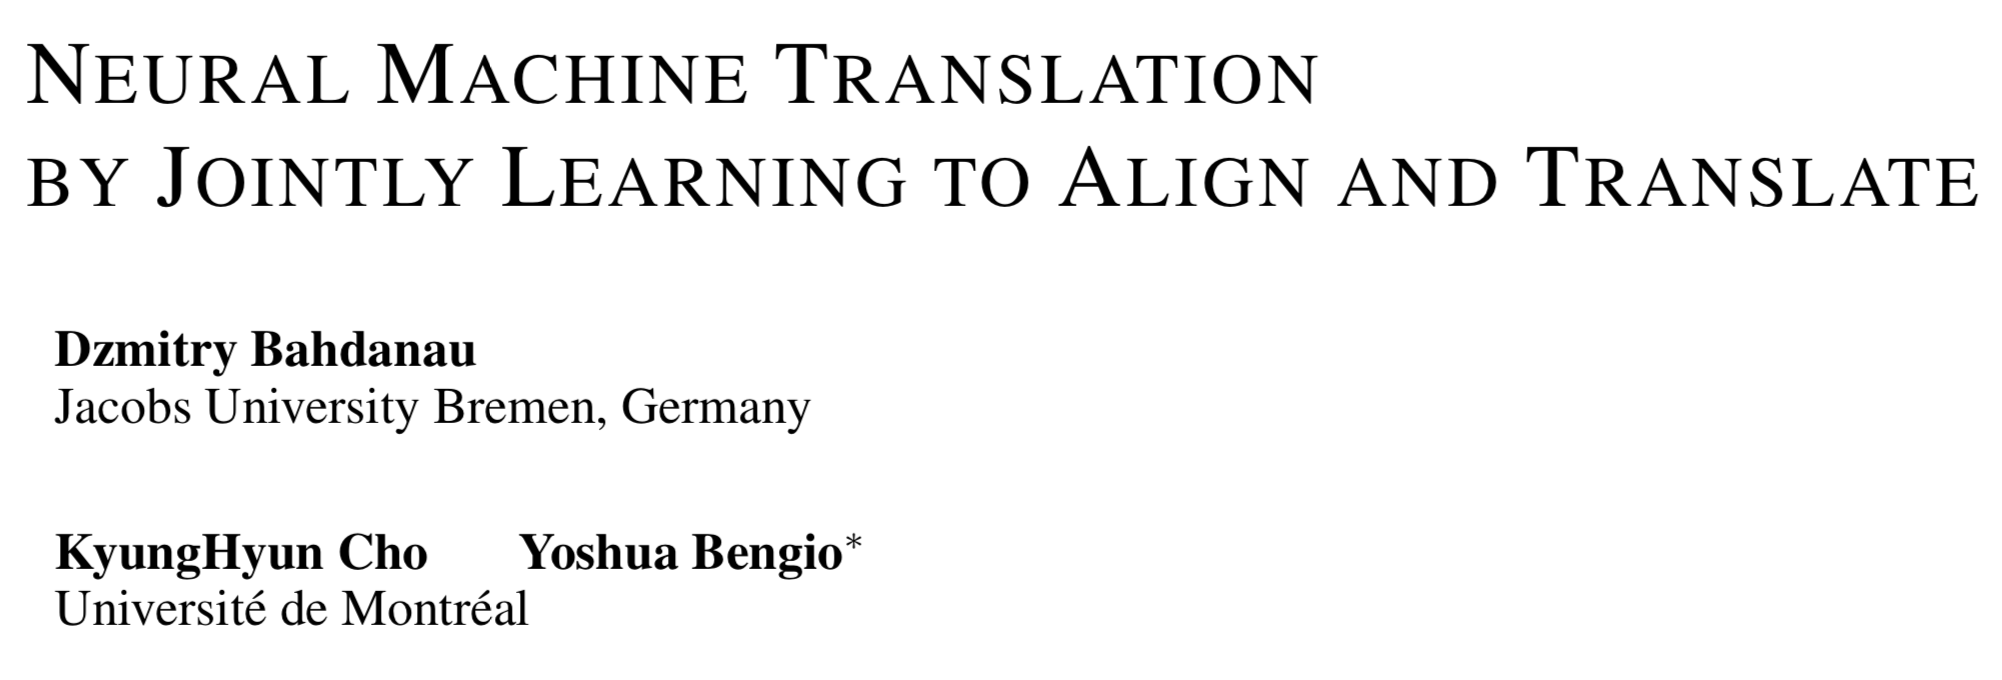 NEURAL MACHINE TRANSLATION
BY JOINTLY LEARNING TO ALIGN AND TRANSLATE
Dzmitry Bahdanau
Jacobs University Bremen, Germany
KyungHyun Cho Yoshua Bengio*
Université de Montréal